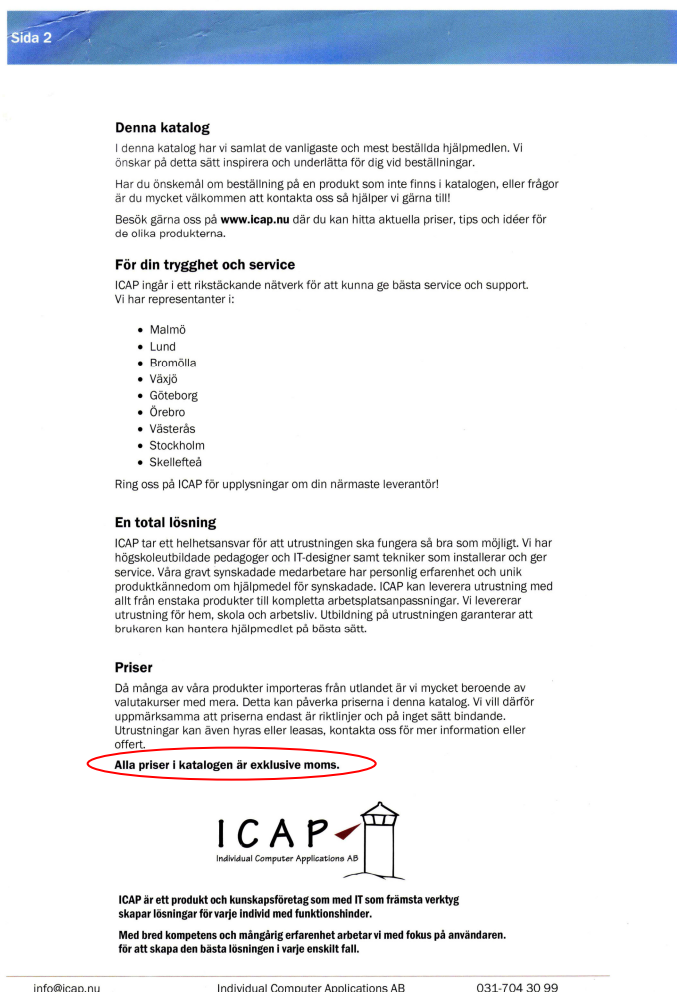 Sida 2
Denna katalog
I denna katalog har vi samlat de vanligaste och mest beställda hjälpmedlen. Vi
önskar på detta sätt inspirera och underlätta för dig vid beställningar.
Har du önskemål om beställning på en produkt som inte finns i katalogen, eller frågor
är du mycket välkommen att kontakta oss så hjälper vi gärna till!
Besök gärna oss på www.icap.nu där du kan hitta aktuella priser, tips och idéer för
de olika produkterna.
För din trygghet och service
ICAP ingår i ett rikstäckande nätverk för att kunna ge bästa service och support.
Vi har representanter i:
• Malmö
• Lund
• Bromölla
• Växjö
• Göteborg
• Örebro
• Västerås
• Stockholm
• Skellefteå
Ring oss på ICAP för upplysningar om din närmaste leverantör!
En total lösning
ICAP tar ett helhetsansvar för att utrustningen ska fungera så bra som möjligt. Vi har
högskoleutbildade pedagoger och IT-designer samt tekniker som installerar och ger
service. Våra gravt synskadade medarbetare har personlig erfarenhet och unik
produktkännedom om hjälpmedel för synskadade. ICAP kan leverera utrustning med
allt från enstaka produkter till kompletta arbetsplatsanpassningar. Vi levererar
utrustning för hem, skola och arbetsliv. Utbildning på utrustningen garanterar att
brukaren kan hantera hjälpmedlet på bästa sätt.
Priser
Då många av våra produkter importeras från utlandet är vi mycket beroende av
valutakurser med mera. Detta kan påverka priserna i denna katalog. Vi vill därför
uppmärksamma att priserna endast är riktlinjer och på inget sätt bindande.
Utrustningar kan även hyras eller leasas, kontakta oss för mer information eller
offert.
Alla priser i katalogen är exklusive moms.
ICAP
Individual Computer Applications AB
ICAP är ett produkt och kunskapsföretag som med IT som främsta verktyg
skapar lösningar för varje individ med funktionshinder.
Med bred kompetens och mångårig erfarenhet arbetar vi med fokus på användaren.
för att skapa den bästa lösningen i varje enskilt fall.
info@icap.nu Individual Computer Applications AB 031-704 30 99